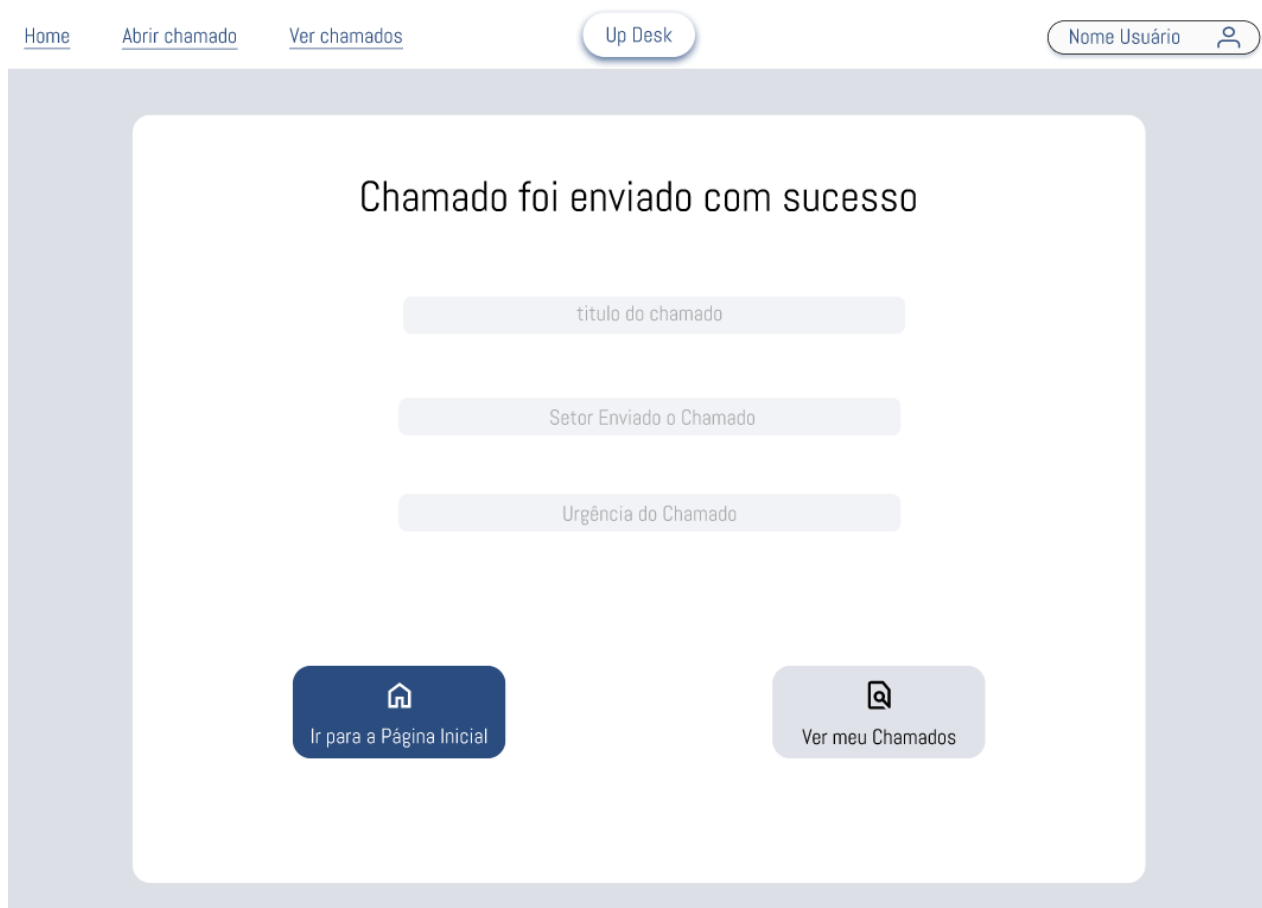 Home
Abrir chamado
Ver chamados
Up Desk
Nome Usuário
Chamado foi enviado com sucesso
titulo do chamado
Setor Enviado o Chamado
Urgência do Chamado
Ir para a Página Inicial
Ver meu Chamados